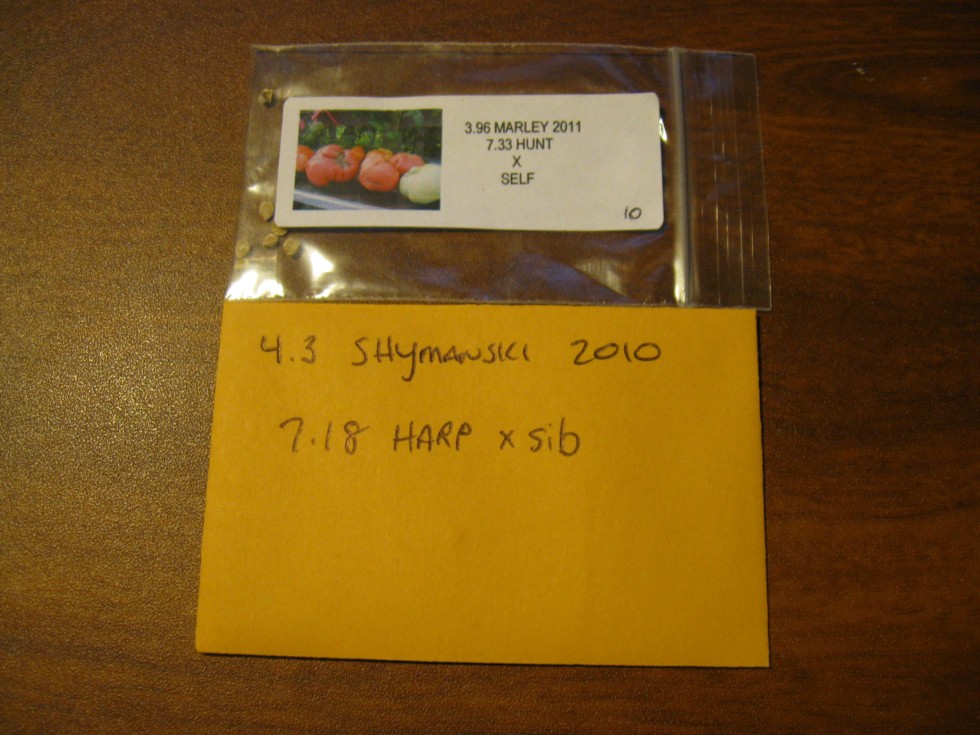 3.96 MARLEY 2011
7.33 HUNT
X
SELF
10
4.3 SHYMANSKI 2010
7.18 HARP x sib